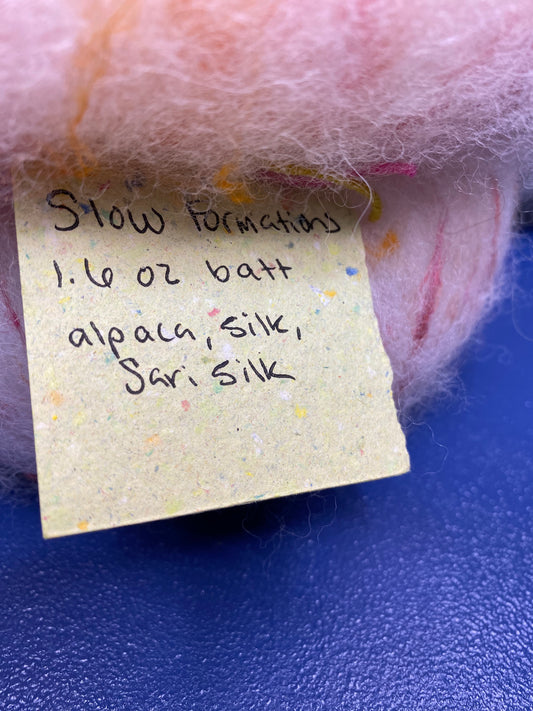 Slow Formations
1.6 oz batt
alpaca, silk,
Sari silk